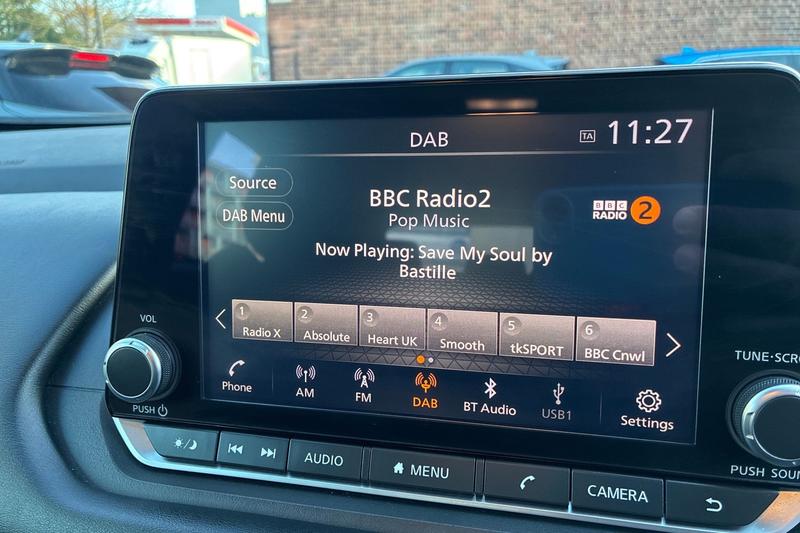 DAB
TA 11:27
Source
DAB Menu
BBC Radio2
Pop Music
BBC
RADIO 2
Now Playing: Save My Soul by
Bastille
1 Radio X
2 Absolute
3 Heart UK
4 Smooth
5 tkSPORT
6 BBC Cnwl
Phone
AM
FM
DAB
BT Audio
USB1
Settings
VOL
PUSH
TUNE·SCRO
PUSH SOUN
AUDIO
MENU
CAMERA